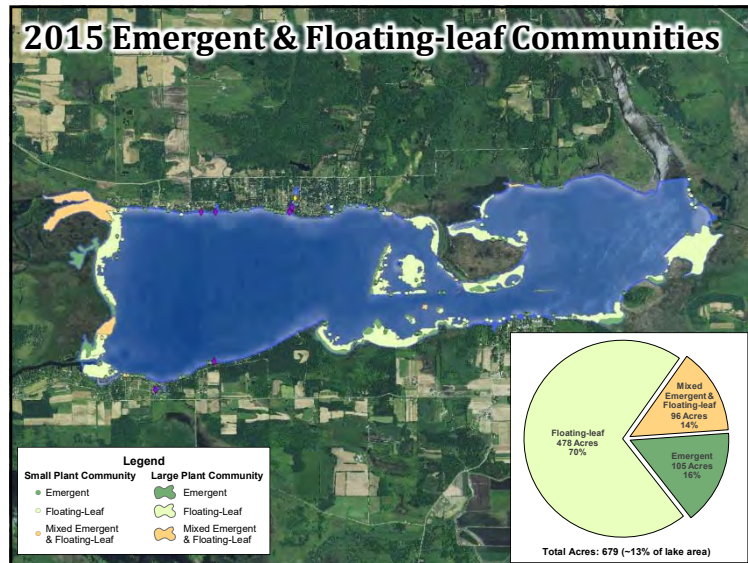 2015 Emergent & Floating-leaf Communities
Mixed
Emergent &
Floating-leaf
96 Acres
14%
Floating-leaf
478 Acres
70%
Emergent
105 Acres
16%
Total Acres: 679 (~13% of lake area)
Legend
Small Plant Community
Emergent
Floating-Leaf
Mixed Emergent
& Floating-Leaf
Large Plant Community
Emergent
Floating-Leaf
Mixed Emergent
& Floating-Leaf